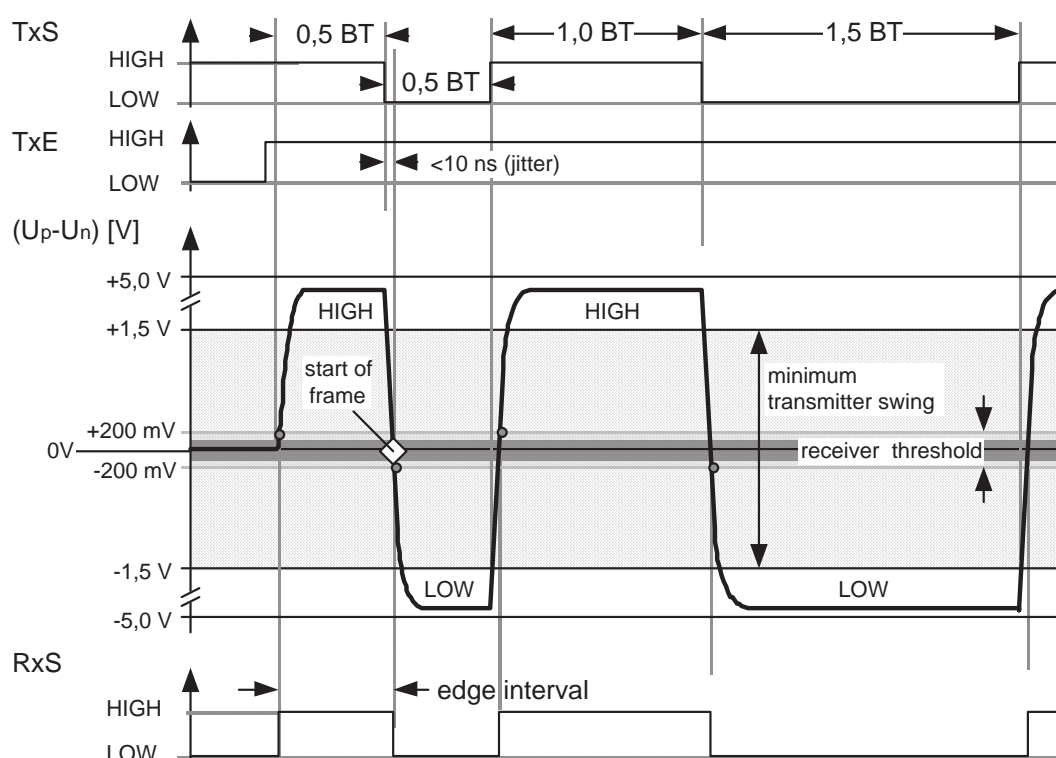 TxS
0,5 BT
1,0 BT
1,5 BT
HIGH
0,5 BT
LOW
TxE
HIGH
<10 ns (jitter)
LOW
(Up-Un) [V]
+5,0 V
HIGH
HIGH
+1,5 V
start of
frame
minimum
transmitter swing
+200 mV
0V
receiver threshold
-200 mV
-1,5 V
LOW
LOW
-5,0 V
RxS
edge interval
HIGH
LOW